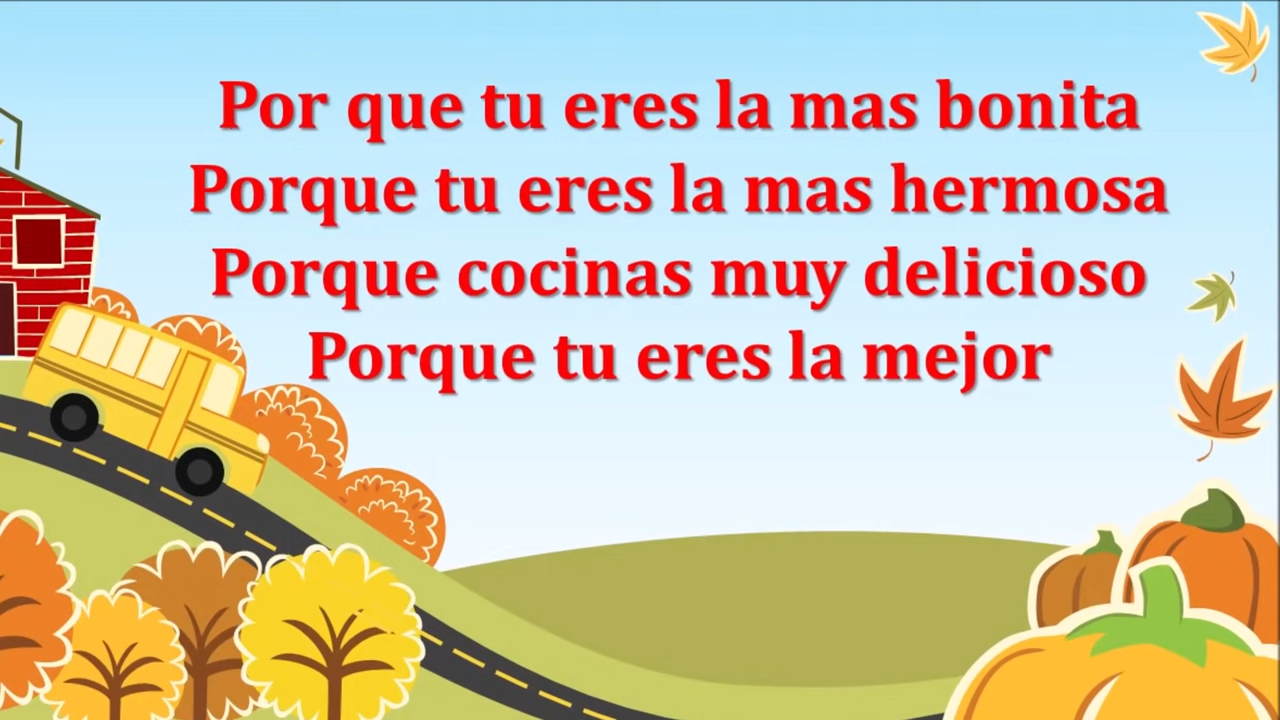 Por que tu eres la mas bonita
Porque tu eres la mas hermosa
Porque cocinas muy delicioso
Porque tu eres la mejor